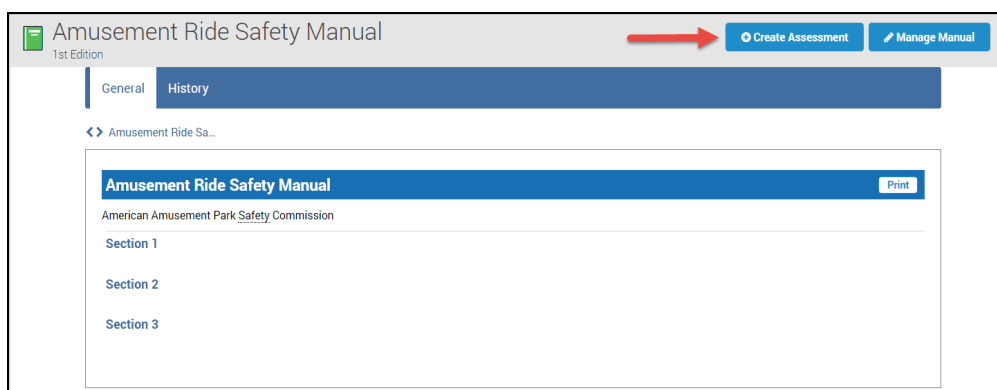 Amusement Ride Safety Manual
1st Edition
Create Assessment
Manage Manual
General History
Amusement Ride Sa...
Amusement Ride Safety Manual
Print
American Amusement Park Safety Commission
Section 1
Section 2
Section 3